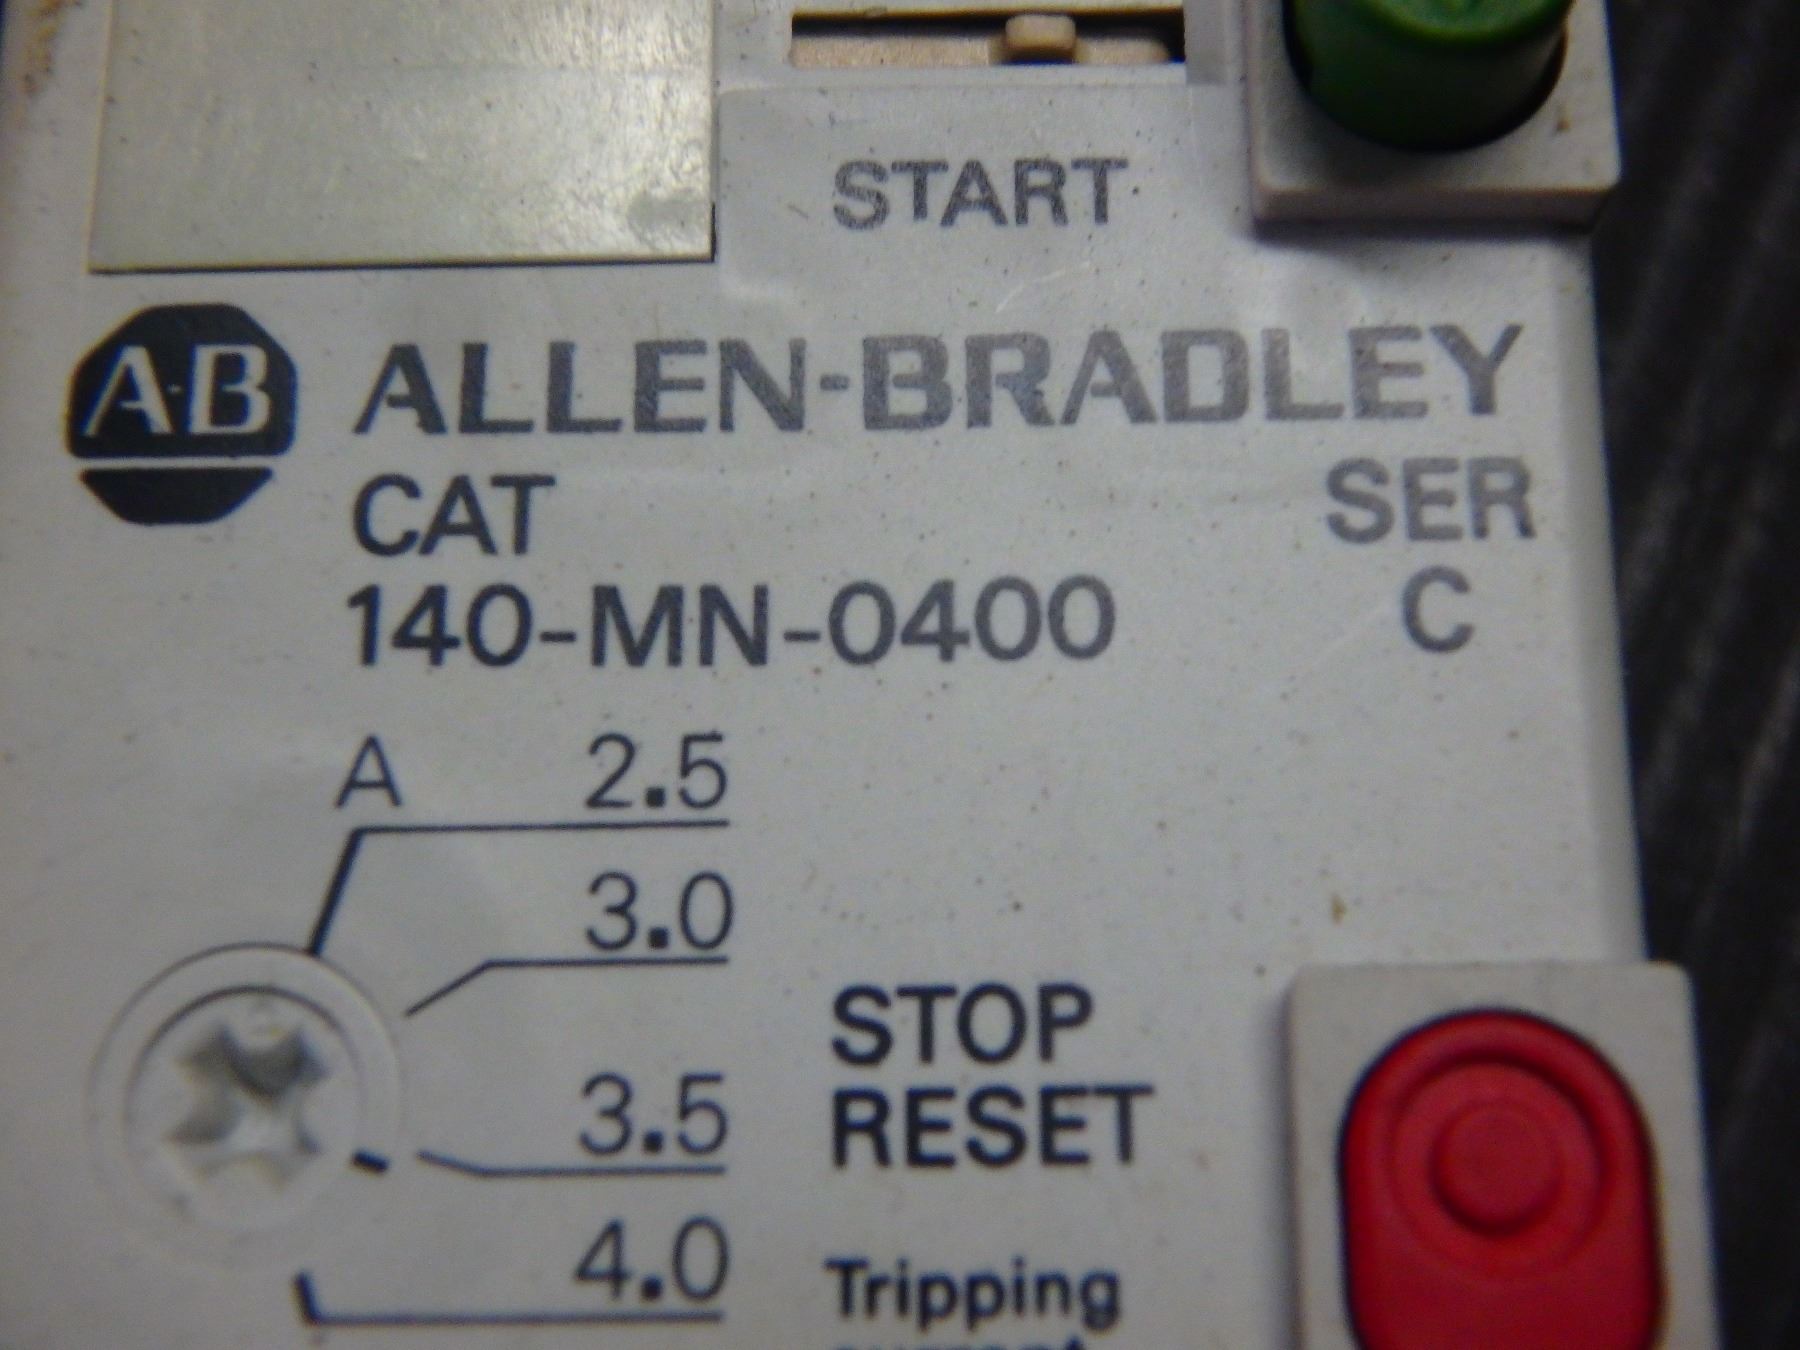 START
A-B ALLEN-BRADLEY
CAT SER
140-MN-0400 C
A 2.5
3.0
STOP
RESET
3.5
4.0
Tripping